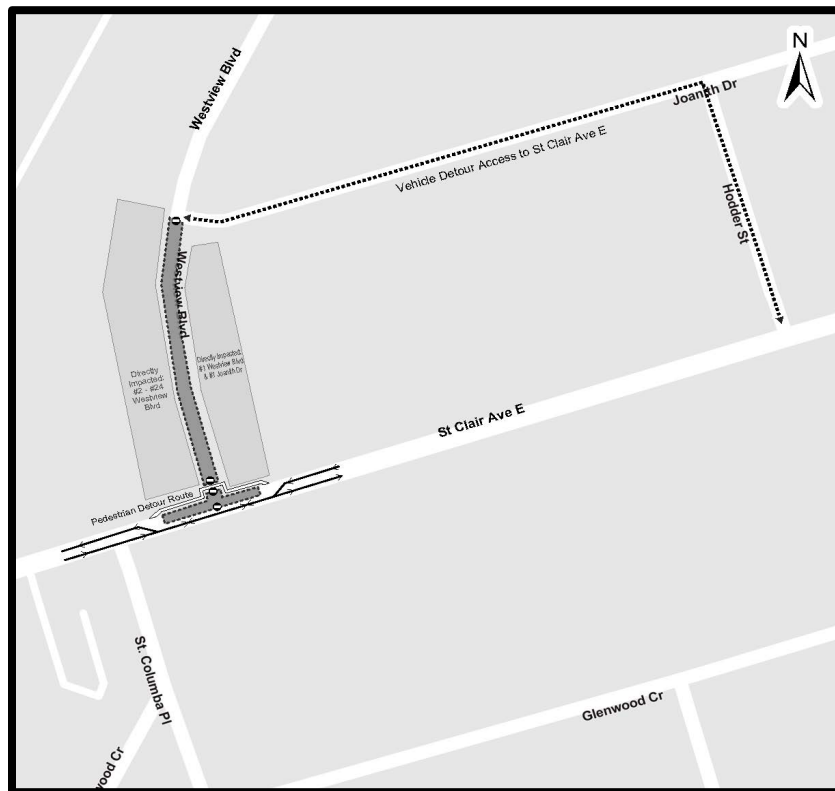 N
Westview Blvd
Joanith Dr
Vehicle Detour Access to St Clair Ave E
Hodder St
Westview Blvd
Directly Impacted:
#1 Westview Blvd
& #1 Joanith Dr
Directly
Impacted:
#2 - #24
Westview
Blvd
St Clair Ave E
Pedestrian Detour Route
St. Columba Pl
Glenwood Cr
wood Cr